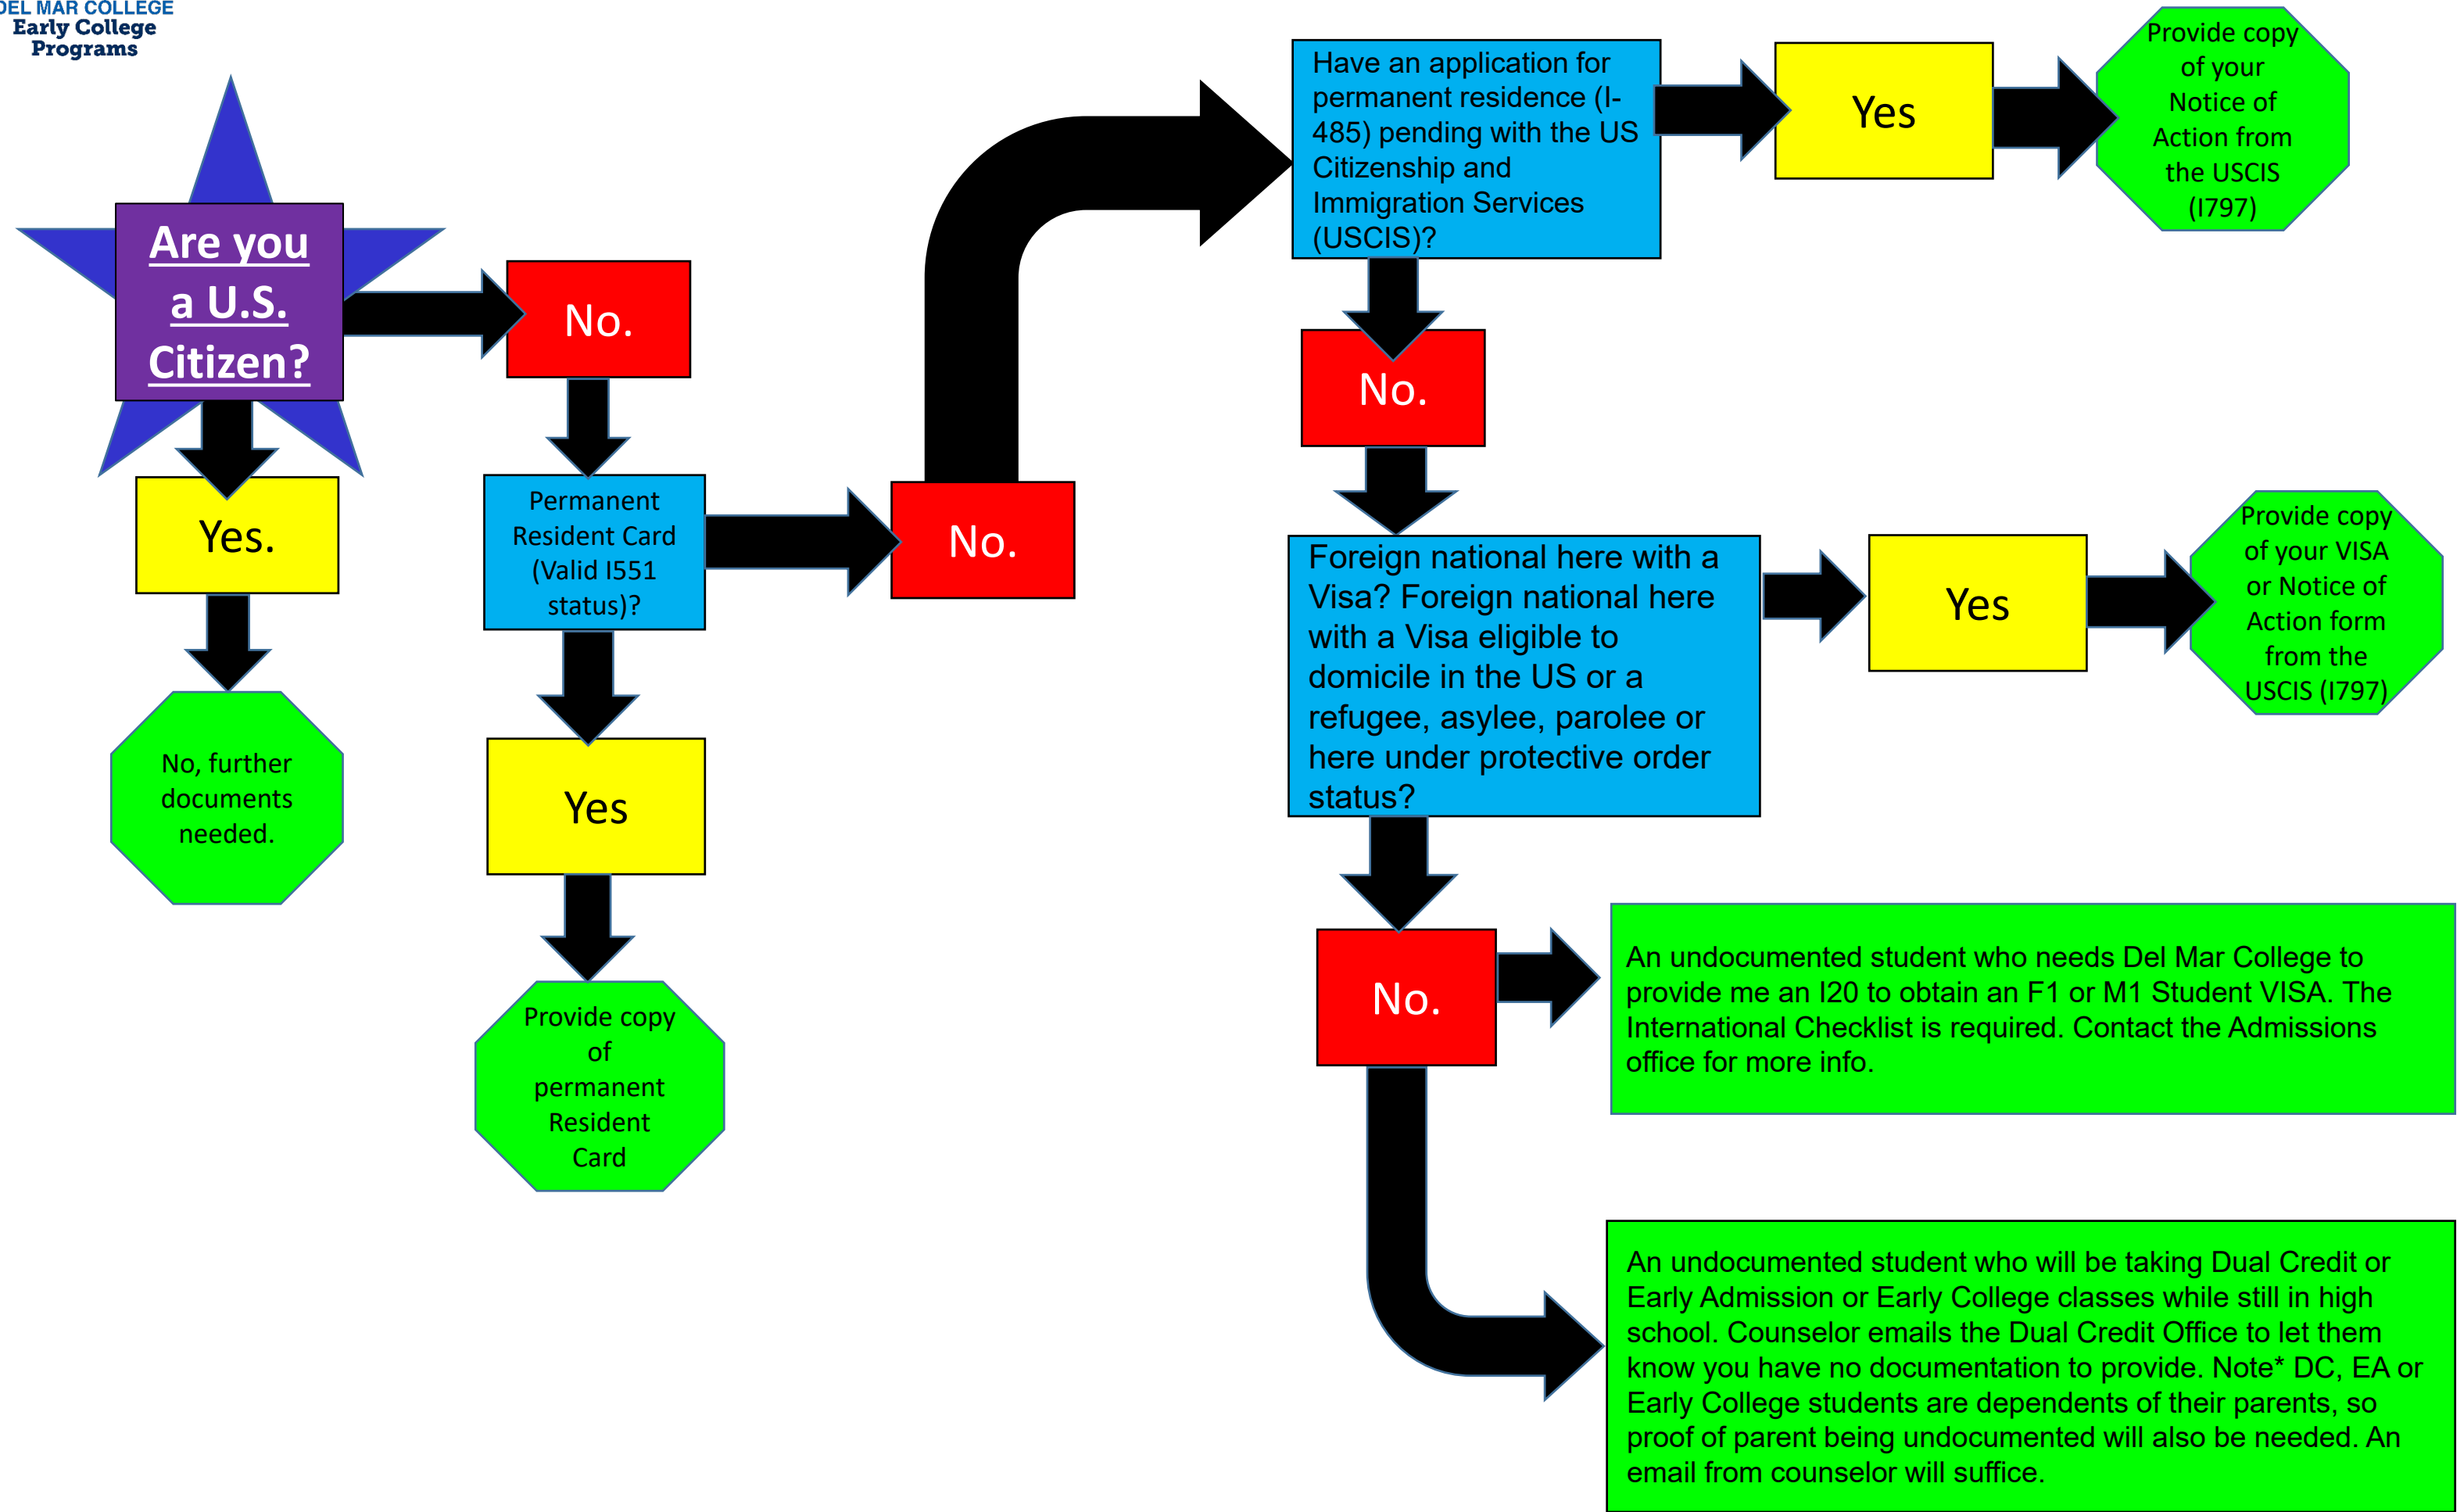 DEL MAR COLLEGE
Early College
Programs
Are you
a U.S.
Citizen?
No.
Yes.
No, further
documents
needed.
Permanent
Resident Card
(Valid I551
status)?
No.
Yes
Provide copy
of
permanent
Resident
Card
Have an application for
permanent residence (I-
485) pending with the US
Citizenship and
Immigration Services
(USCIS)?
Yes
Provide copy
of your
Notice of
Action from
the USCIS
(I797)
No.
Foreign national here with a
Visa? Foreign national here
with a Visa eligible to
domicile in the US or a
refugee, asylee, parolee or
here under protective order
status?
Yes
Provide copy
of your VISA
or Notice of
Action form
from the
USCIS (I797)
No.
An undocumented student who needs Del Mar College to
provide me an I20 to obtain an F1 or M1 Student VISA. The
International Checklist is required. Contact the Admissions
office for more info.
An undocumented student who will be taking Dual Credit or
Early Admission or Early College classes while still in high
school. Counselor emails the Dual Credit Office to let them
know you have no documentation to provide. Note* DC, EA or
Early College students are dependents of their parents, so
proof of parent being undocumented will also be needed. An
email from counselor will suffice.